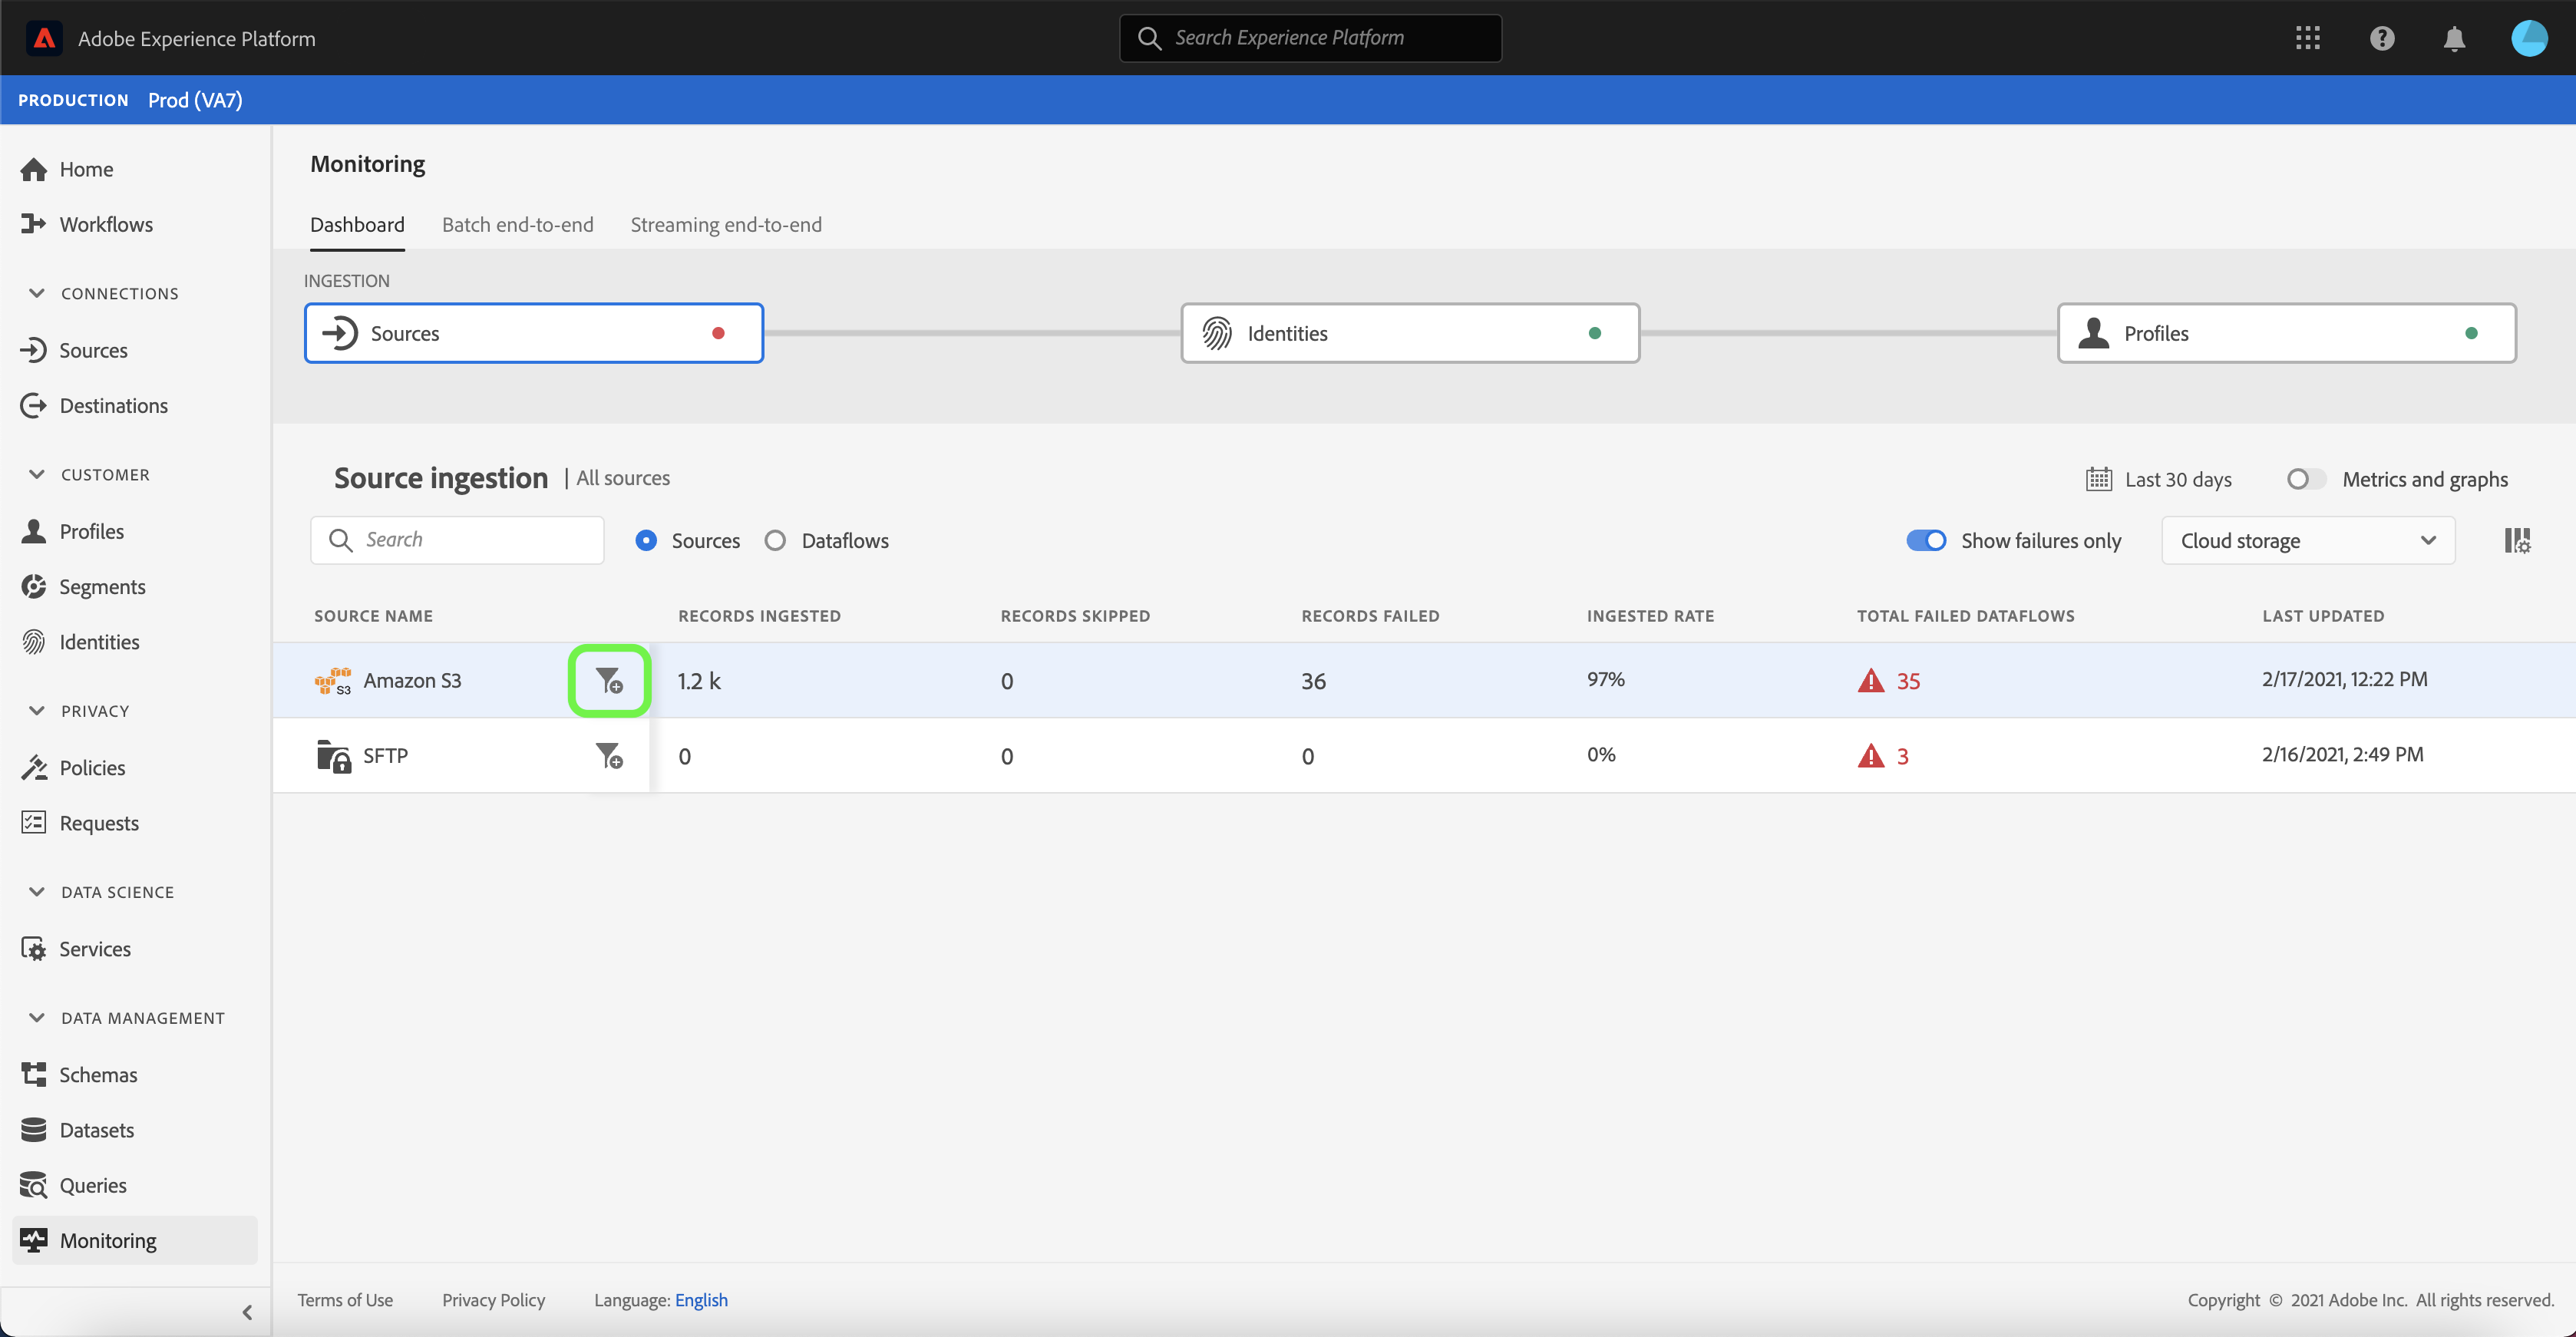 Adobe Experience Platform
Search Experience Platform
PRODUCTION Prod (VA7)
Home
Workflows
CONNECTIONS
Sources
Destinations
CUSTOMER
Profiles
Segments
Identities
PRIVACY
Policies
Requests
DATA SCIENCE
Services
DATA MANAGEMENT
Schemas
Datasets
Queries
Monitoring
Monitoring
Dashboard Batch end-to-end Streaming end-to-end
INGESTION
Sources Identities Profiles
Source ingestion | All sources
Last 30 days Metrics and graphs
Search Sources Dataflows Show failures only Cloud storage
SOURCE NAME RECORDS INGESTED RECORDS SKIPPED RECORDS FAILED INGESTED RATE TOTAL FAILED DATAFLOWS LAST UPDATED
S3 Amazon S3 1.2 k 0 36 97% 35 2/17/2021, 12:22 PM
SFTP 0 0 0 0% 3 2/16/2021, 2:49 PM
Terms of Use Privacy Policy Language: English Copyright © 2021 Adobe Inc. All rights reserved.